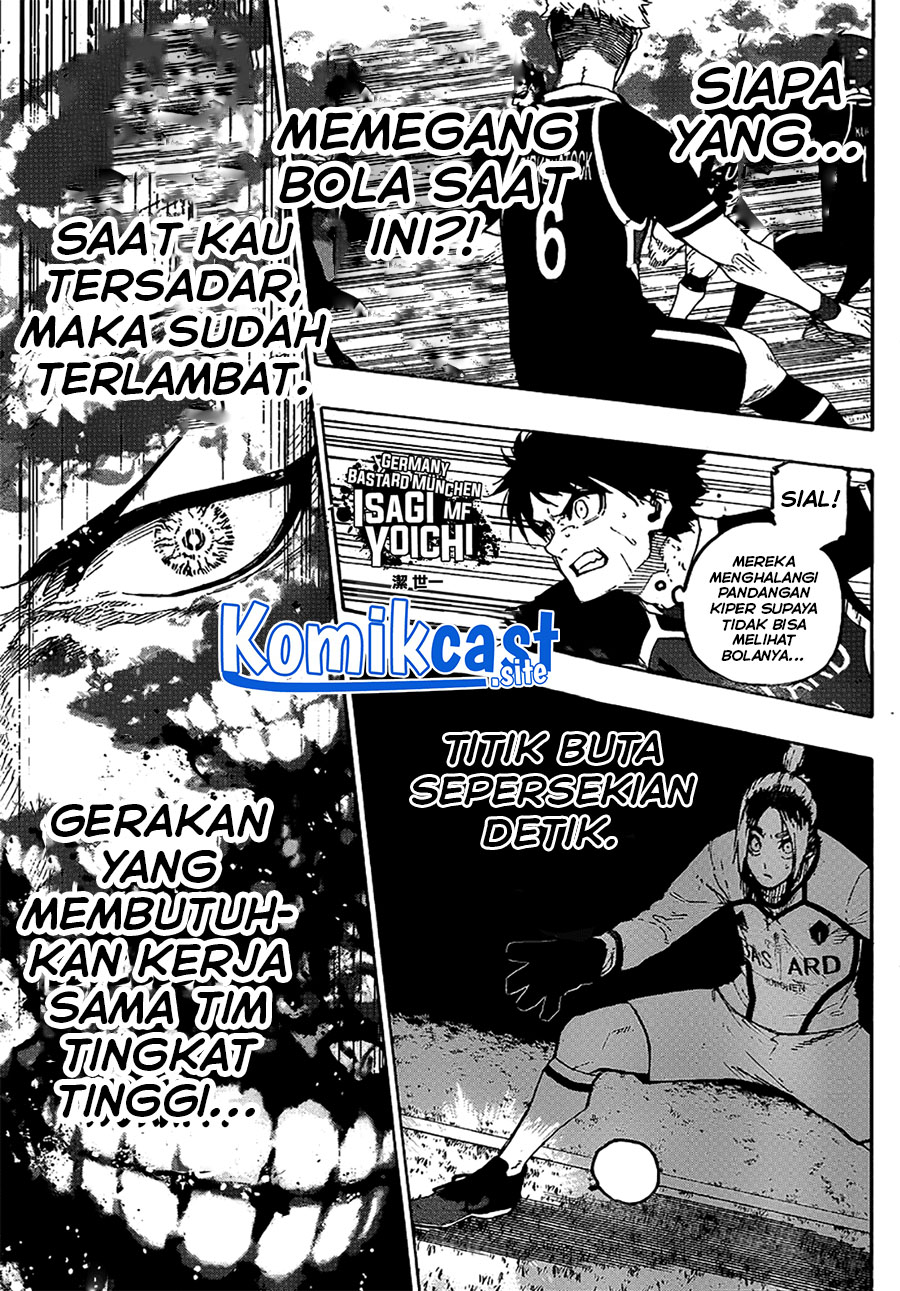 SIAPA
YANG...
MEMEGANG
BOLA SAAT
INI?!
6
SAAT KAU
TERSADAR,
MAKA SUDAH
TERLAMBAT.
GERMANY
BASTARD MÜNCHEN
ISAGI MF
YOICHI
潔 世一
SIAL!
MEREKA
MENGHALANGI
PANDANGAN
KIPER SUPAYA
TIDAK BISA
MELIHAT
BOLANYA...
Komikcast
.site
TITIK BUTA
SEPERSEKIAN
DETIK.
ARD
GERAKAN
YANG
MEMBUTUH-
KAN KERJA
SAMA TIM
TINGKAT
TINGGI...